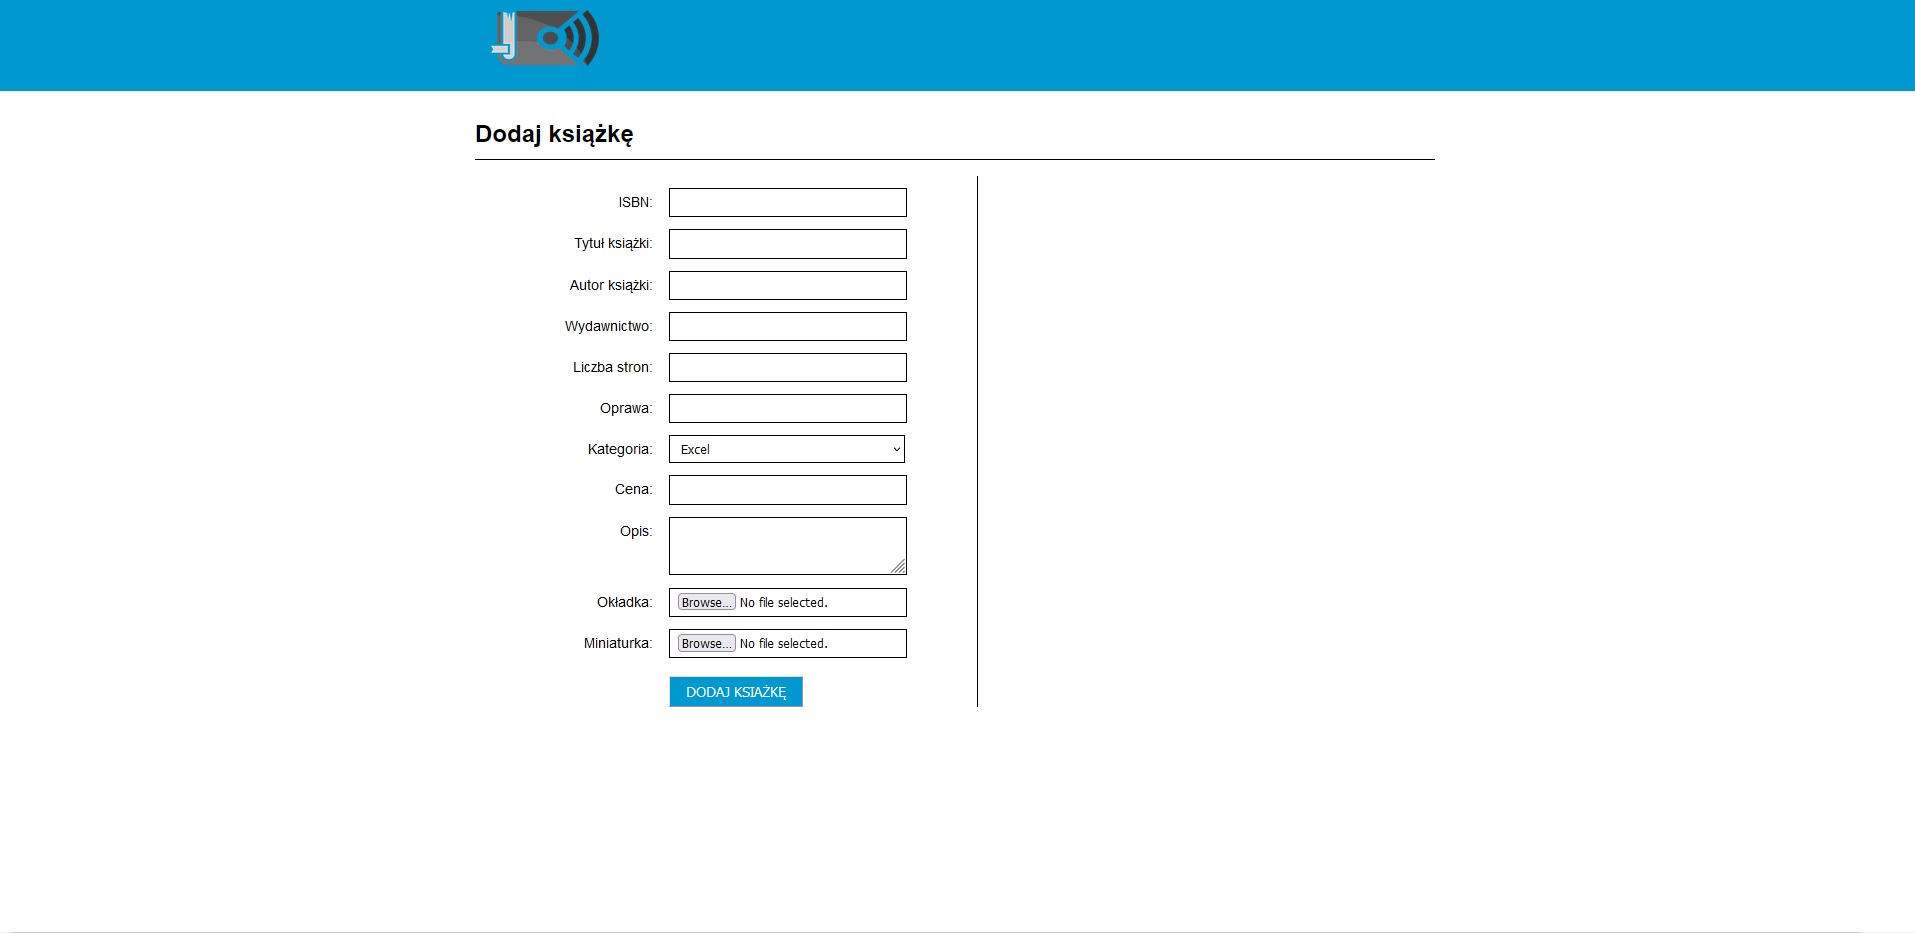 Dodaj książkę
ISBN:
Tytuł książki:
Autor książki:
Wydawnictwo:
Liczba stron:
Oprawa:
Kategoria: Excel
Cena:
Opis:
Okładka: Browse... No file selected.
Miniaturka: Browse... No file selected.
DODAJ KSIAŻKĘ